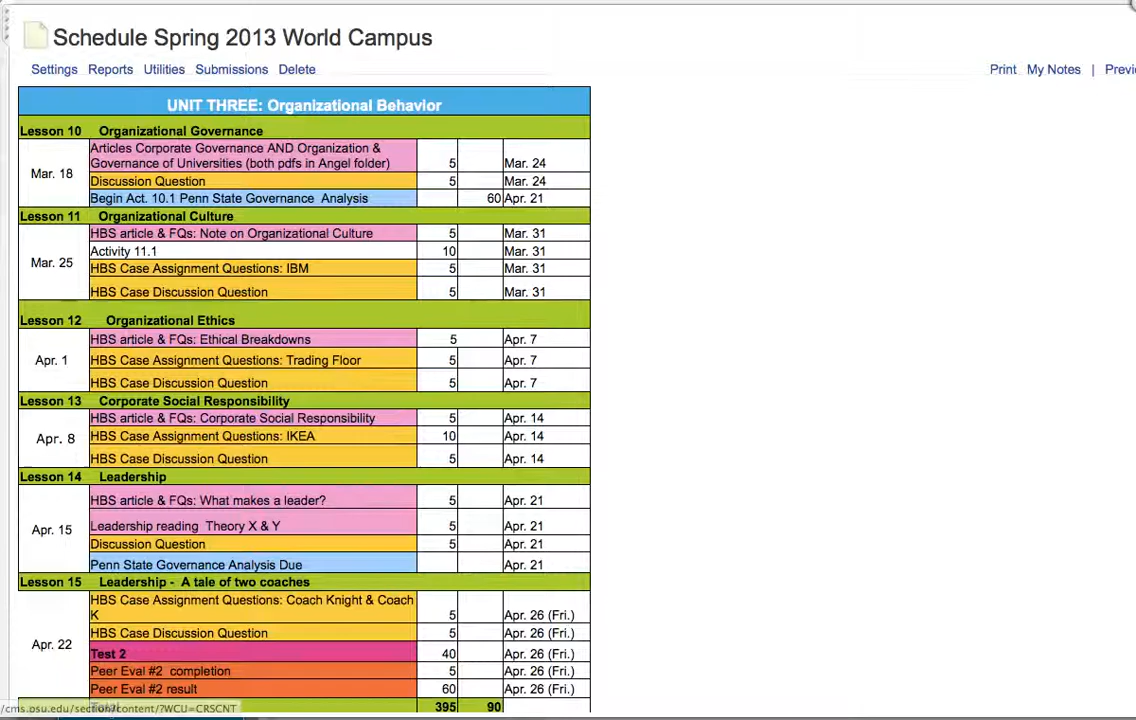 Schedule Spring 2013 World Campus
Settings Reports Utilities Submissions Delete Print My Notes | Previ
UNIT THREE: Organizational Behavior
Lesson 10 Organizational Governance
Mar. 18
Articles Corporate Governance AND Organization &
Governance of Universities (both pdfs in Angel folder) 5 Mar. 24
Discussion Question 5 Mar. 24
Begin Act. 10.1 Penn State Governance Analysis 60 Apr. 21
Lesson 11 Organizational Culture
Mar. 25
HBS article & FQs: Note on Organizational Culture 5 Mar. 31
Activity 11.1 10 Mar. 31
HBS Case Assignment Questions: IBM 5 Mar. 31
HBS Case Discussion Question 5 Mar. 31
Lesson 12 Organizational Ethics
Apr. 1
HBS article & FQs: Ethical Breakdowns 5 Apr. 7
HBS Case Assignment Questions: Trading Floor 5 Apr. 7
HBS Case Discussion Question 5 Apr. 7
Lesson 13 Corporate Social Responsibility
Apr. 8
HBS article & FQs: Corporate Social Responsibility 5 Apr. 14
HBS Case Assignment Questions: IKEA 10 Apr. 14
HBS Case Discussion Question 5 Apr. 14
Lesson 14 Leadership
Apr. 15
HBS article & FQs: What makes a leader? 5 Apr. 21
Leadership reading Theory X & Y 5 Apr. 21
Discussion Question 5 Apr. 21
Penn State Governance Analysis Due Apr. 21
Lesson 15 Leadership - A tale of two coaches
Apr. 22
HBS Case Assignment Questions: Coach Knight & Coach
K 5 Apr. 26 (Fri.)
HBS Case Discussion Question 5 Apr. 26 (Fri.)
Test 2 40 Apr. 26 (Fri.)
Peer Eval #2 completion 5 Apr. 26 (Fri.)
Peer Eval #2 result 60 Apr. 26 (Fri.)
Total 395 90
/cms.psu.edu/section/content/?WCU=CRSCNT